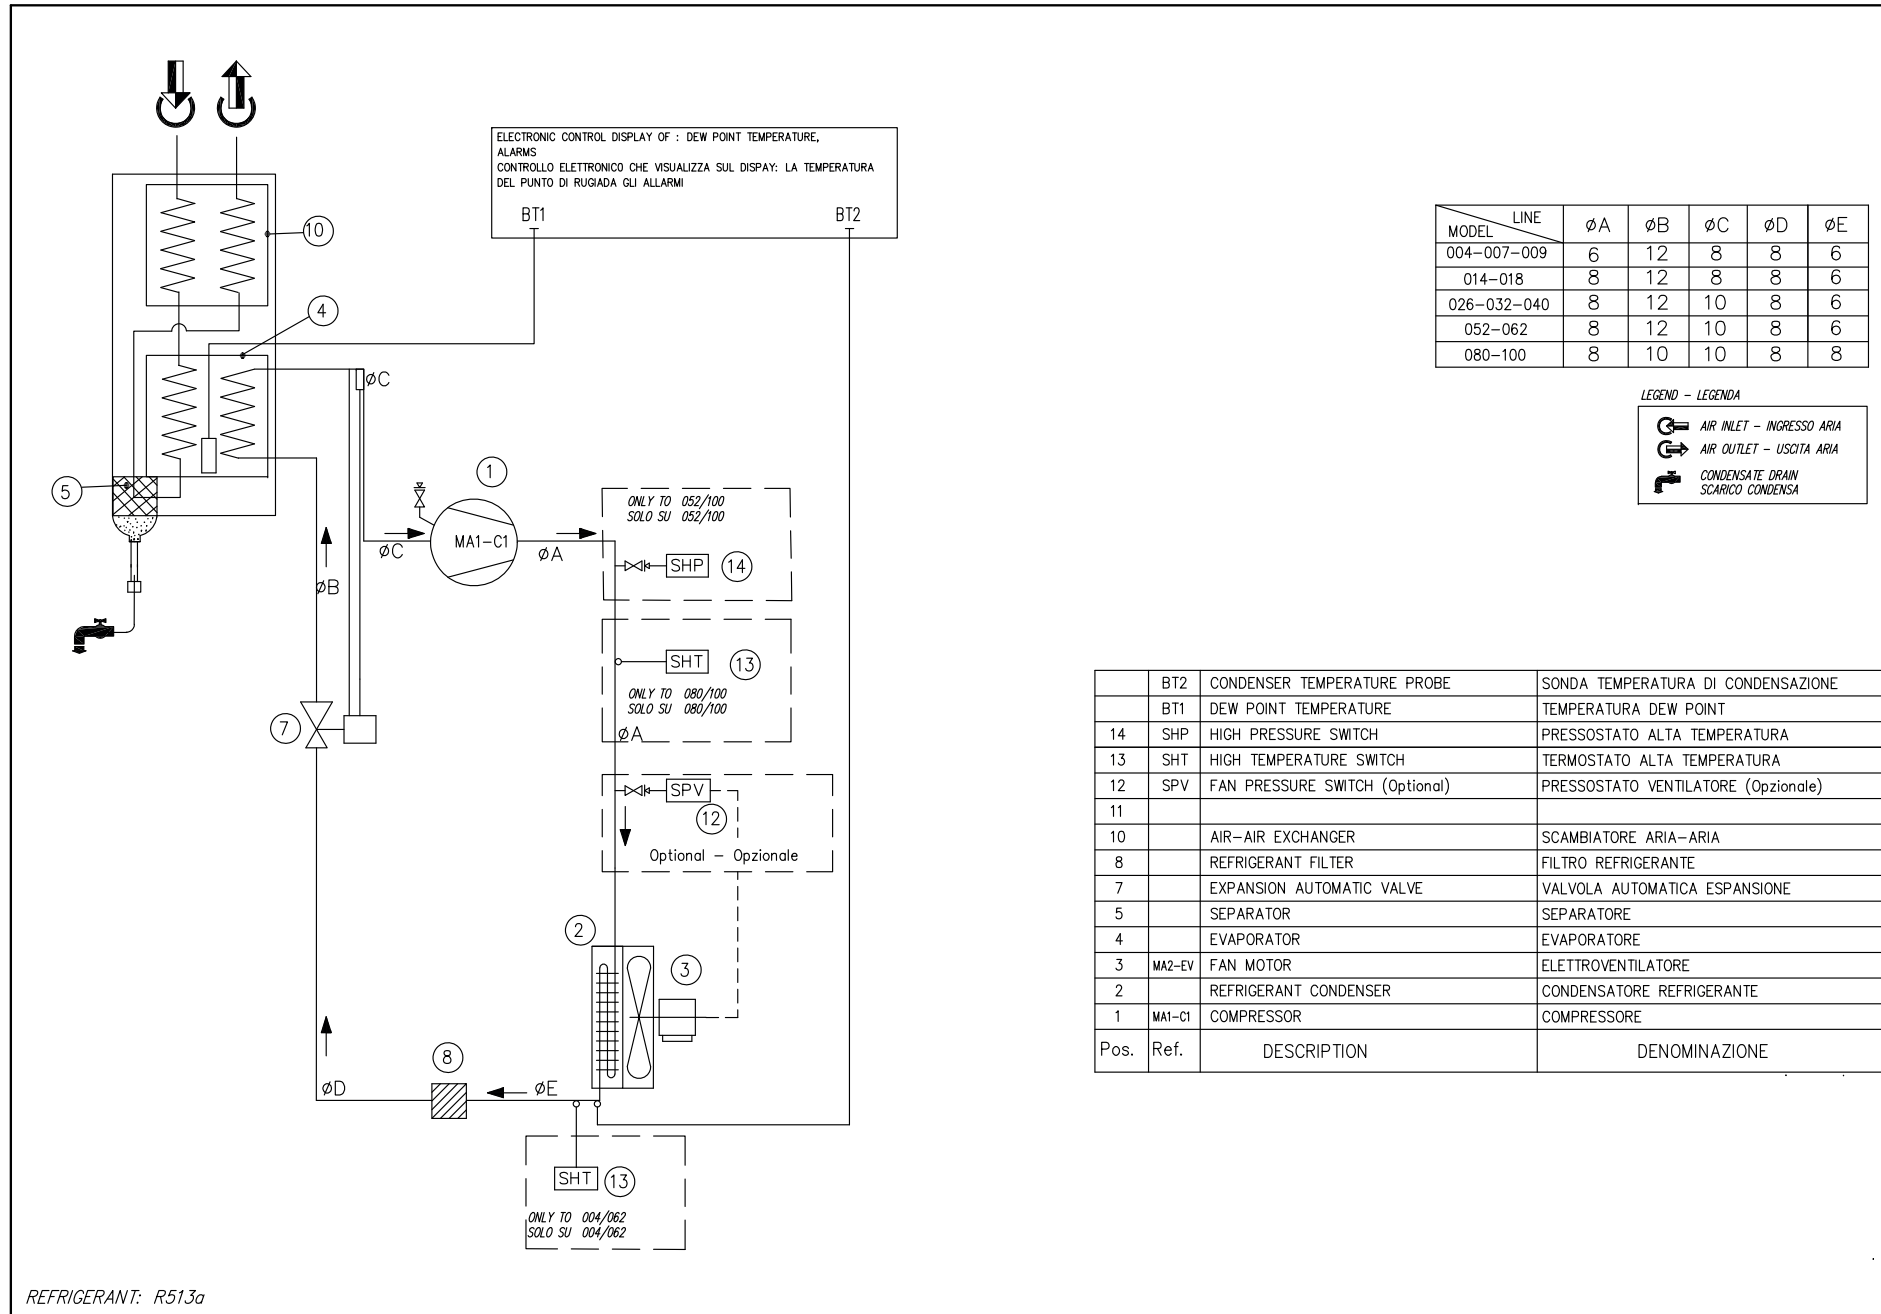 ELECTRONIC CONTROL DISPLAY OF : DEW POINT TEMPERATURE,
ALARMS
CONTROLLO ELETTRONICO CHE VISUALIZZA SUL DISPAY: LA TEMPERATURA
DEL PUNTO DI RUGIADA GLI ALLARMI
BT1 BT2
10
4
5
øC
øC
øB
1
MA1-C1
øA
ONLY TO 052/100
SOLO SU 052/100
SHP 14
SHT 13
ONLY TO 080/100
SOLO SU 080/100
øA
7
SPV
12
Optional - Opzionale
2
3
8
øD
øE
SHT 13
ONLY TO 004/062
SOLO SU 004/062
REFRIGERANT: R513a
LINE
MODEL øA øB øC øD øE
004-007-009 6 12 8 8 6
014-018 8 12 8 8 6
026-032-040 8 12 10 8 6
052-062 8 12 10 8 6
080-100 8 10 10 8 8
LEGEND - LEGENDA
AIR INLET - INGRESSO ARIA
AIR OUTLET - USCITA ARIA
CONDENSATE DRAIN
SCARICO CONDENSA
BT2 CONDENSER TEMPERATURE PROBE SONDA TEMPERATURA DI CONDENSAZIONE
BT1 DEW POINT TEMPERATURE TEMPERATURA DEW POINT
14 SHP HIGH PRESSURE SWITCH PRESSOSTATO ALTA TEMPERATURA
13 SHT HIGH TEMPERATURE SWITCH TERMOSTATO ALTA TEMPERATURA
12 SPV FAN PRESSURE SWITCH (Optional) PRESSOSTATO VENTILATORE (Opzionale)
11
10 AIR-AIR EXCHANGER SCAMBIATORE ARIA-ARIA
8 REFRIGERANT FILTER FILTRO REFRIGERANTE
7 EXPANSION AUTOMATIC VALVE VALVOLA AUTOMATICA ESPANSIONE
5 SEPARATOR SEPARATORE
4 EVAPORATOR EVAPORATORE
3 MA2-EV FAN MOTOR ELETTROVENTILATORE
2 REFRIGERANT CONDENSER CONDENSATORE REFRIGERANTE
1 MA1-C1 COMPRESSOR COMPRESSORE
Pos. Ref. DESCRIPTION DENOMINAZIONE